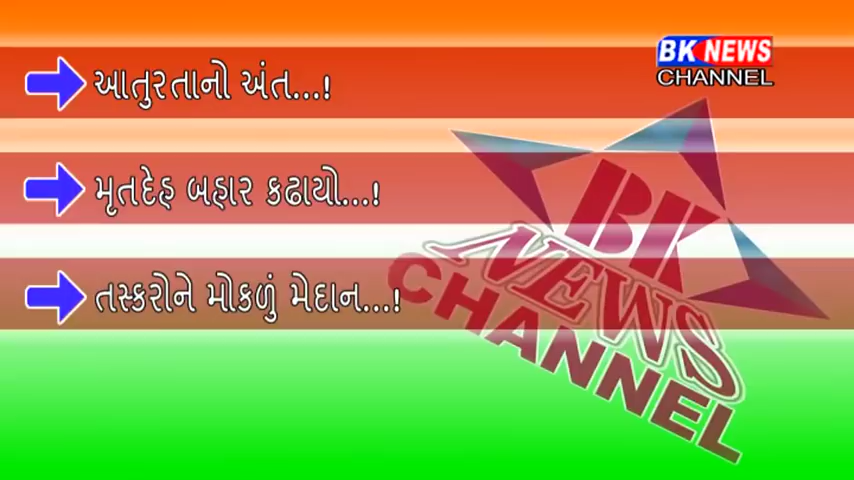 BK NEWS
CHANNEL
આતુરતાનો અંત...!
મૃતદેહ બહાર કઢાયો...!
તસ્કરોને મોકળું મેદાન...!
BK
NEWS
CHANNEL